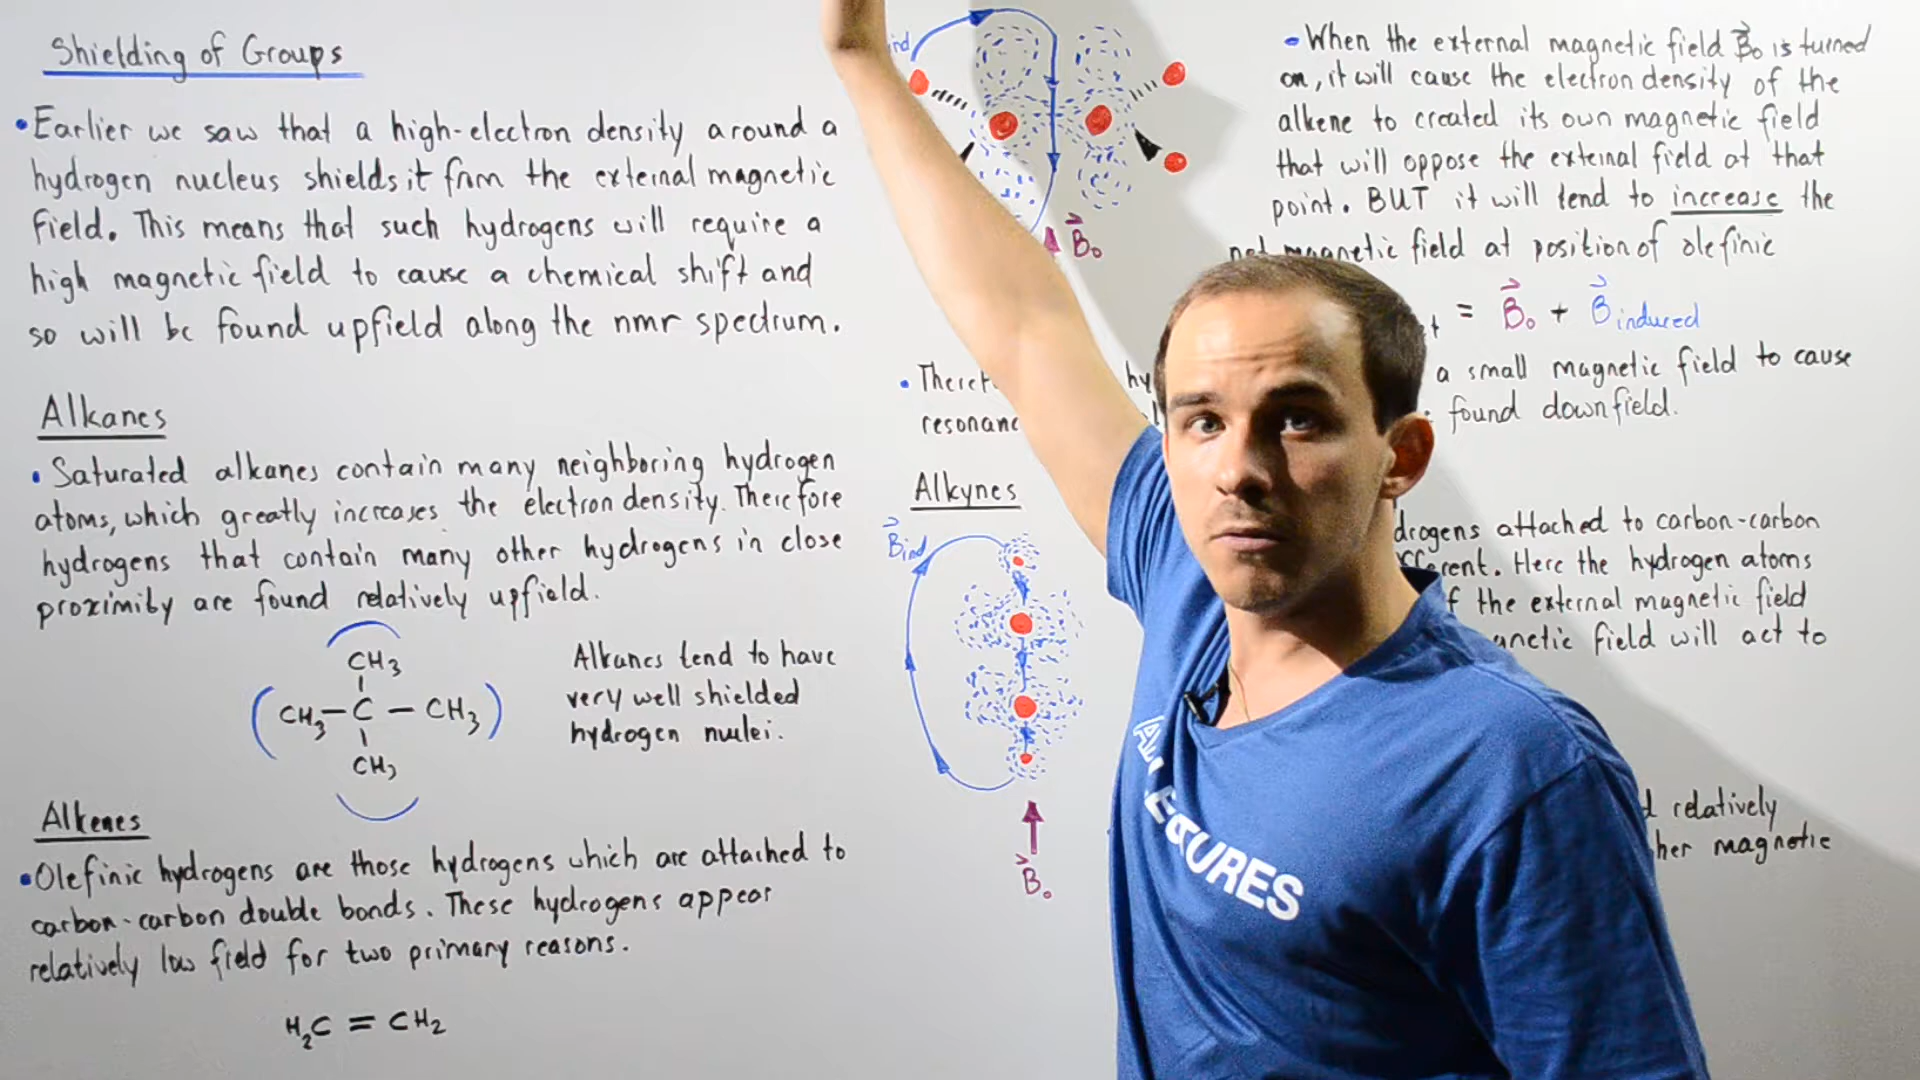 Shielding of Groups
• Earlier we saw that a high-electron density around a
hydrogen nucleus shields it from the external magnetic
field. This means that such hydrogens will require a
high magnetic field to cause a chemical shift and
so will be found upfield along the nmr spectrum.
Alkanes
• Saturated alkanes contain many neighboring hydrogen
atoms, which greatly increases the electron density. Therefore
hydrogens that contain many other hydrogens in close
proximity are found relatively upfield.
CH3
CH3 – C – CH3
CH3
Alkanes tend to have
very well shielded
hydrogen nuclei.
Alkenes
• Olefinic hydrogens are those hydrogens which are attached to
carbon-carbon double bonds. These hydrogens appear
relatively low field for two primary reasons.
H2C = CH2
ind
B0
• 
resonanc
Alkynes
Bind
B0
- When the external magnetic field B0 is turned
on, it will cause the electron density of the
alkene to created its own magnetic field
that will oppose the external field at that
point. BUT it will tend to increase the
net magnetic field at position of olefinic
= B0 + Binduced
a small magnetic field to cause
found downfield.
drogens attached to carbon-carbon
fferent. Here the hydrogen atoms
f the external magnetic field
gnetic field will act to
d relatively
her magnetic
LECTURES